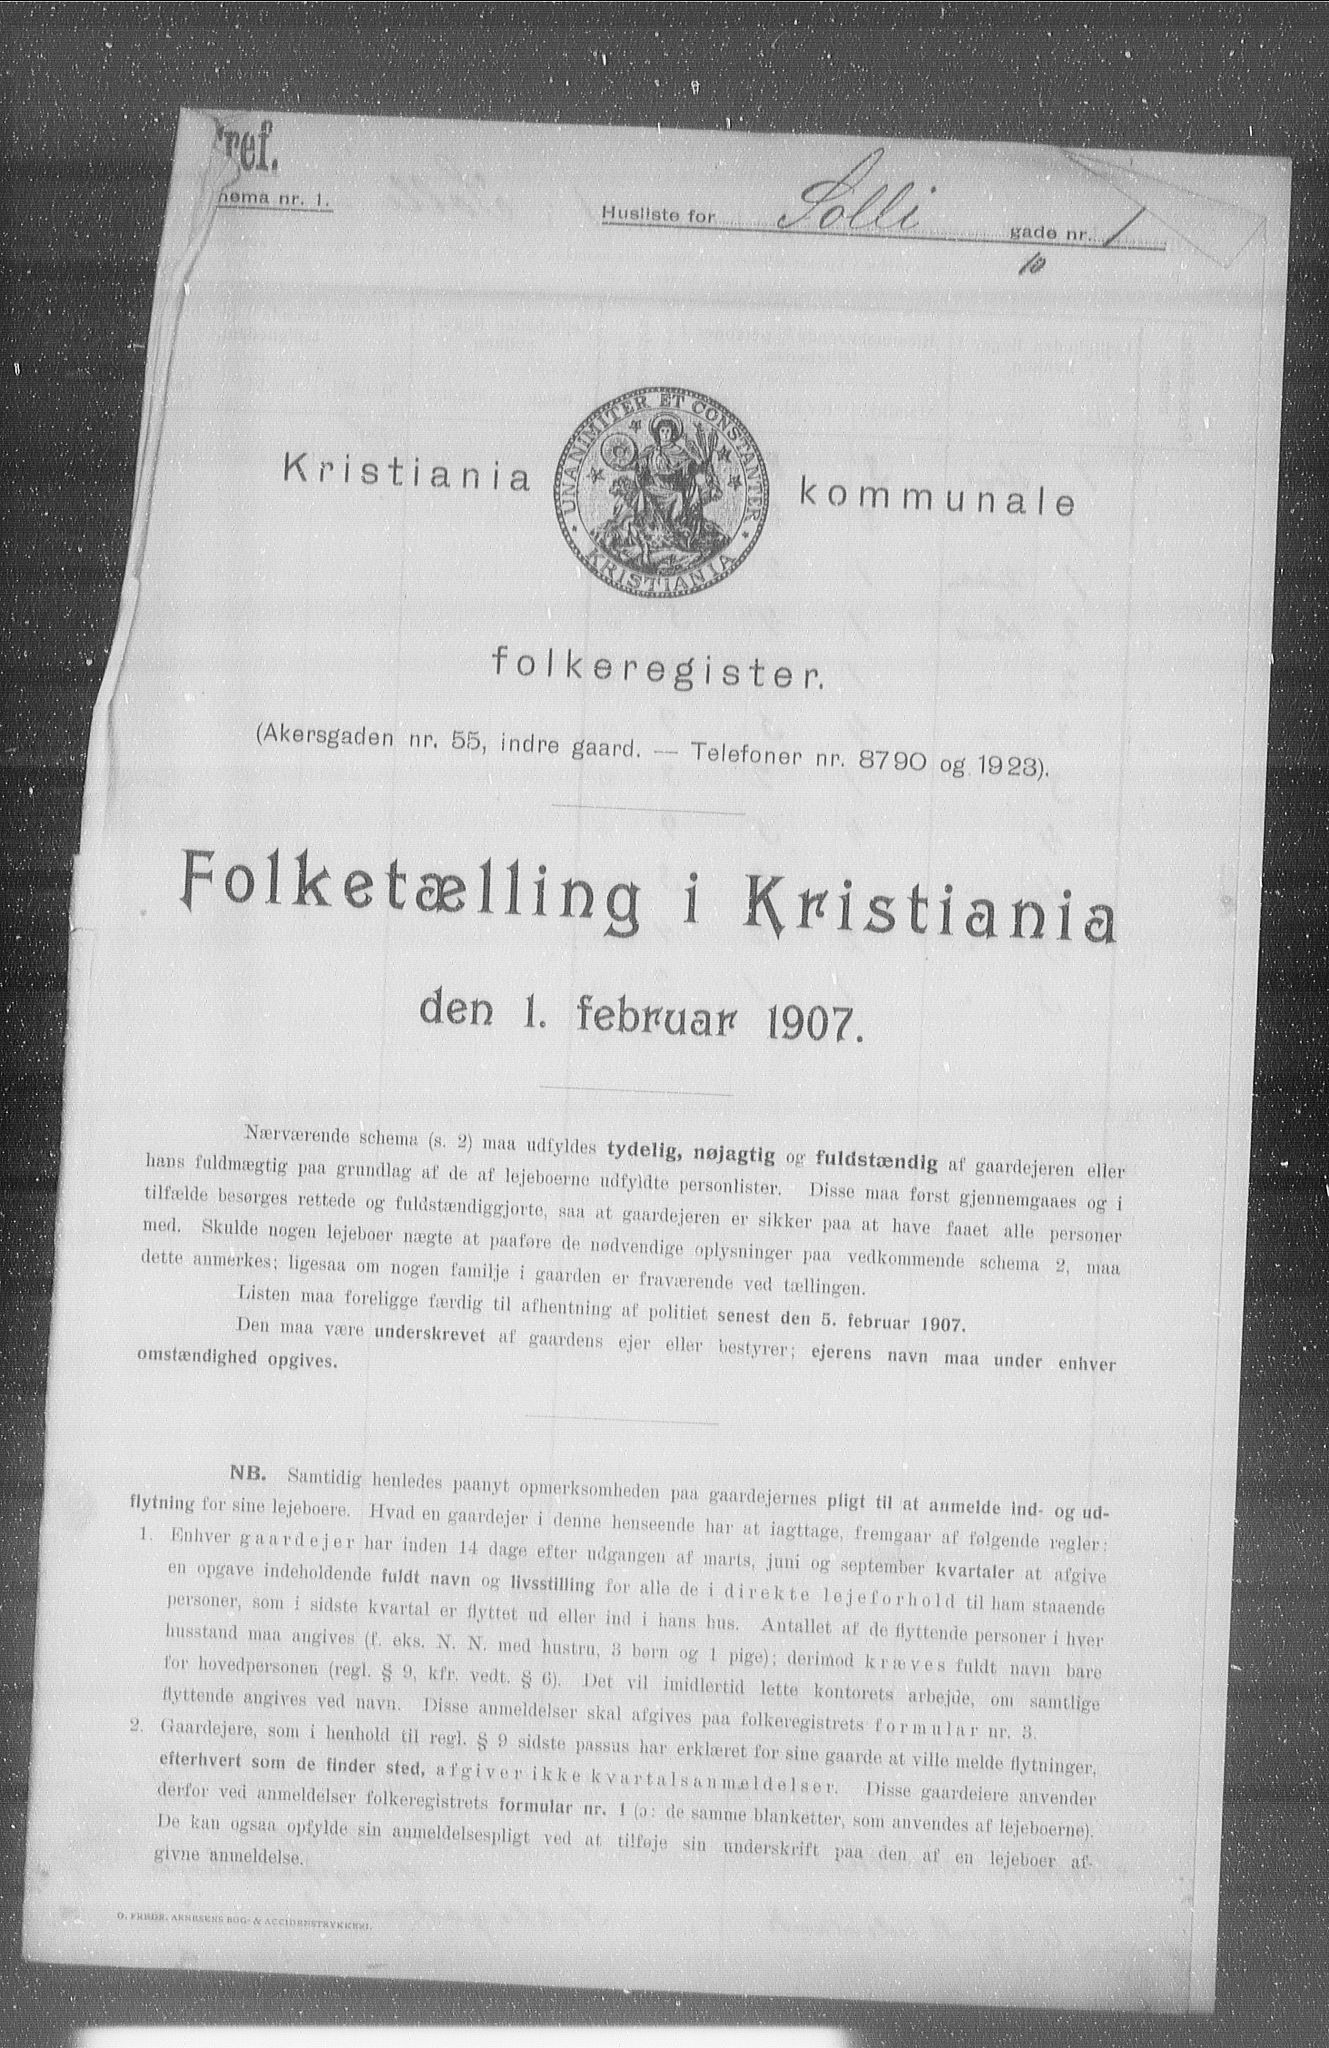 ref.
hema nr. 1.
Husliste for Solli gade nr. 1
10
UNANIMITER ET CONSTANTER
KRISTIANIA
Kristiania kommunale
folkeregister.
(Akersgaden nr. 55, indre gaard. — Telefoner nr. 8790 og 1923).
Folketælling i Kristiania
den 1. februar 1907.
Nærværende schema (s. 2) maa udfyldes tydelig, nøjagtig og fuldstændig af gaardejeren eller
hans fuldmægtig paa grundlag af de af lejeboerne udfyldte personlister. Disse maa først gjennemgaaes og i
tilfælde besørges rettede og fuldstændiggjorte, saa at gaardejeren er sikker paa at have faaet alle personer
med. Skulde nogen lejeboer nægte at paaføre de nødvendige oplysninger paa vedkommende schema 2, maa
dette anmerkes; ligesaa om nogen familje i gaarden er fraværende ved tællingen.
Listen maa foreligge færdig til afhentning af politiet senest den 5. februar 1907.
Den maa være underskrevet af gaardens ejer eller bestyrer; ejerens navn maa under enhver
omstændighed opgives.
NB. Samtidig henledes paanyt opmerksomheden paa gaardejernes pligt til at anmelde ind- og ud-
flytning for sine lejeboere. Hvad en gaardejer i denne henseende har at iagttage, fremgaar af følgende regler:
1. Enhver gaardejer har inden 14 dage efter udgangen af marts, juni og september kvartaler at afgive
en opgave indeholdende fuldt navn og livsstilling for alle de i direkte lejeforhold til ham staaende
personer, som i sidste kvartal er flyttet ud eller ind i hans hus. Antallet af de flyttende personer i hver
husstand maa angives (f. eks. N. N. med hustru, 3 børn og 1 pige); derimod kræves fuldt navn bare
for hovedpersonen (regl. § 9, kfr. vedt. § 6). Det vil imidlertid lette kontorets arbejde, om samtlige
flyttende angives ved navn. Disse anmeldelser skal afgives paa folkeregistrets formular nr. 3.
2. Gaardejere, som i henhold til regl. § 9 sidste passus har erklæret for sine gaarde at ville melde flytninger,
efterhvert som de finder sted, afgiver ikke kvartalsanmeldelser. Disse gaardeiere anvender
derfor ved anmeldelser folkeregistrets formular nr. 1 (ɔ: de samme blanketter, som anvendes af lejeboerne).
De kan ogsaa opfylde sin anmeldelsespligt ved at tilføje sin underskrift paa den af en lejeboer af-
givne anmeldelse.
O. FREDR. ARNESENS BOG- & ACCIDENSTRYKKERI.